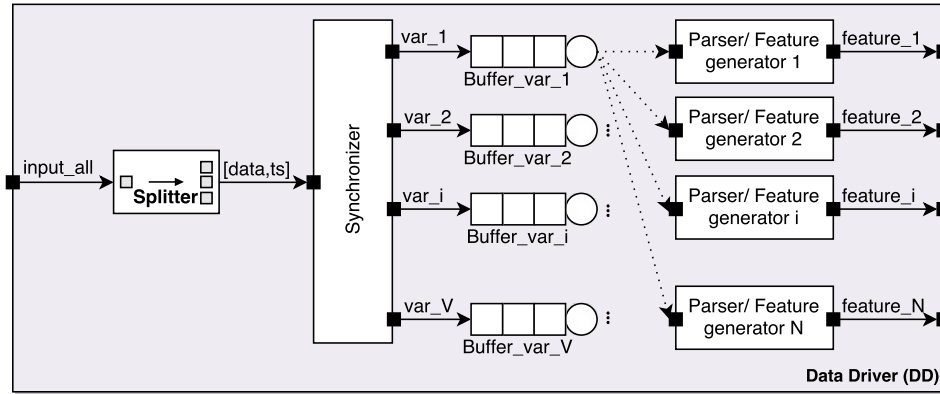 input_all
Splitter
[data,ts]
Synchronizer
var_1
Buffer_var_1
var_2
Buffer_var_2
var_i
Buffer_var_i
var_V
Buffer_var_V
Parser/ Feature
generator 1
feature_1
Parser/ Feature
generator 2
feature_2
Parser/ Feature
generator i
feature_i
Parser/ Feature
generator N
feature_N
Data Driver (DD)